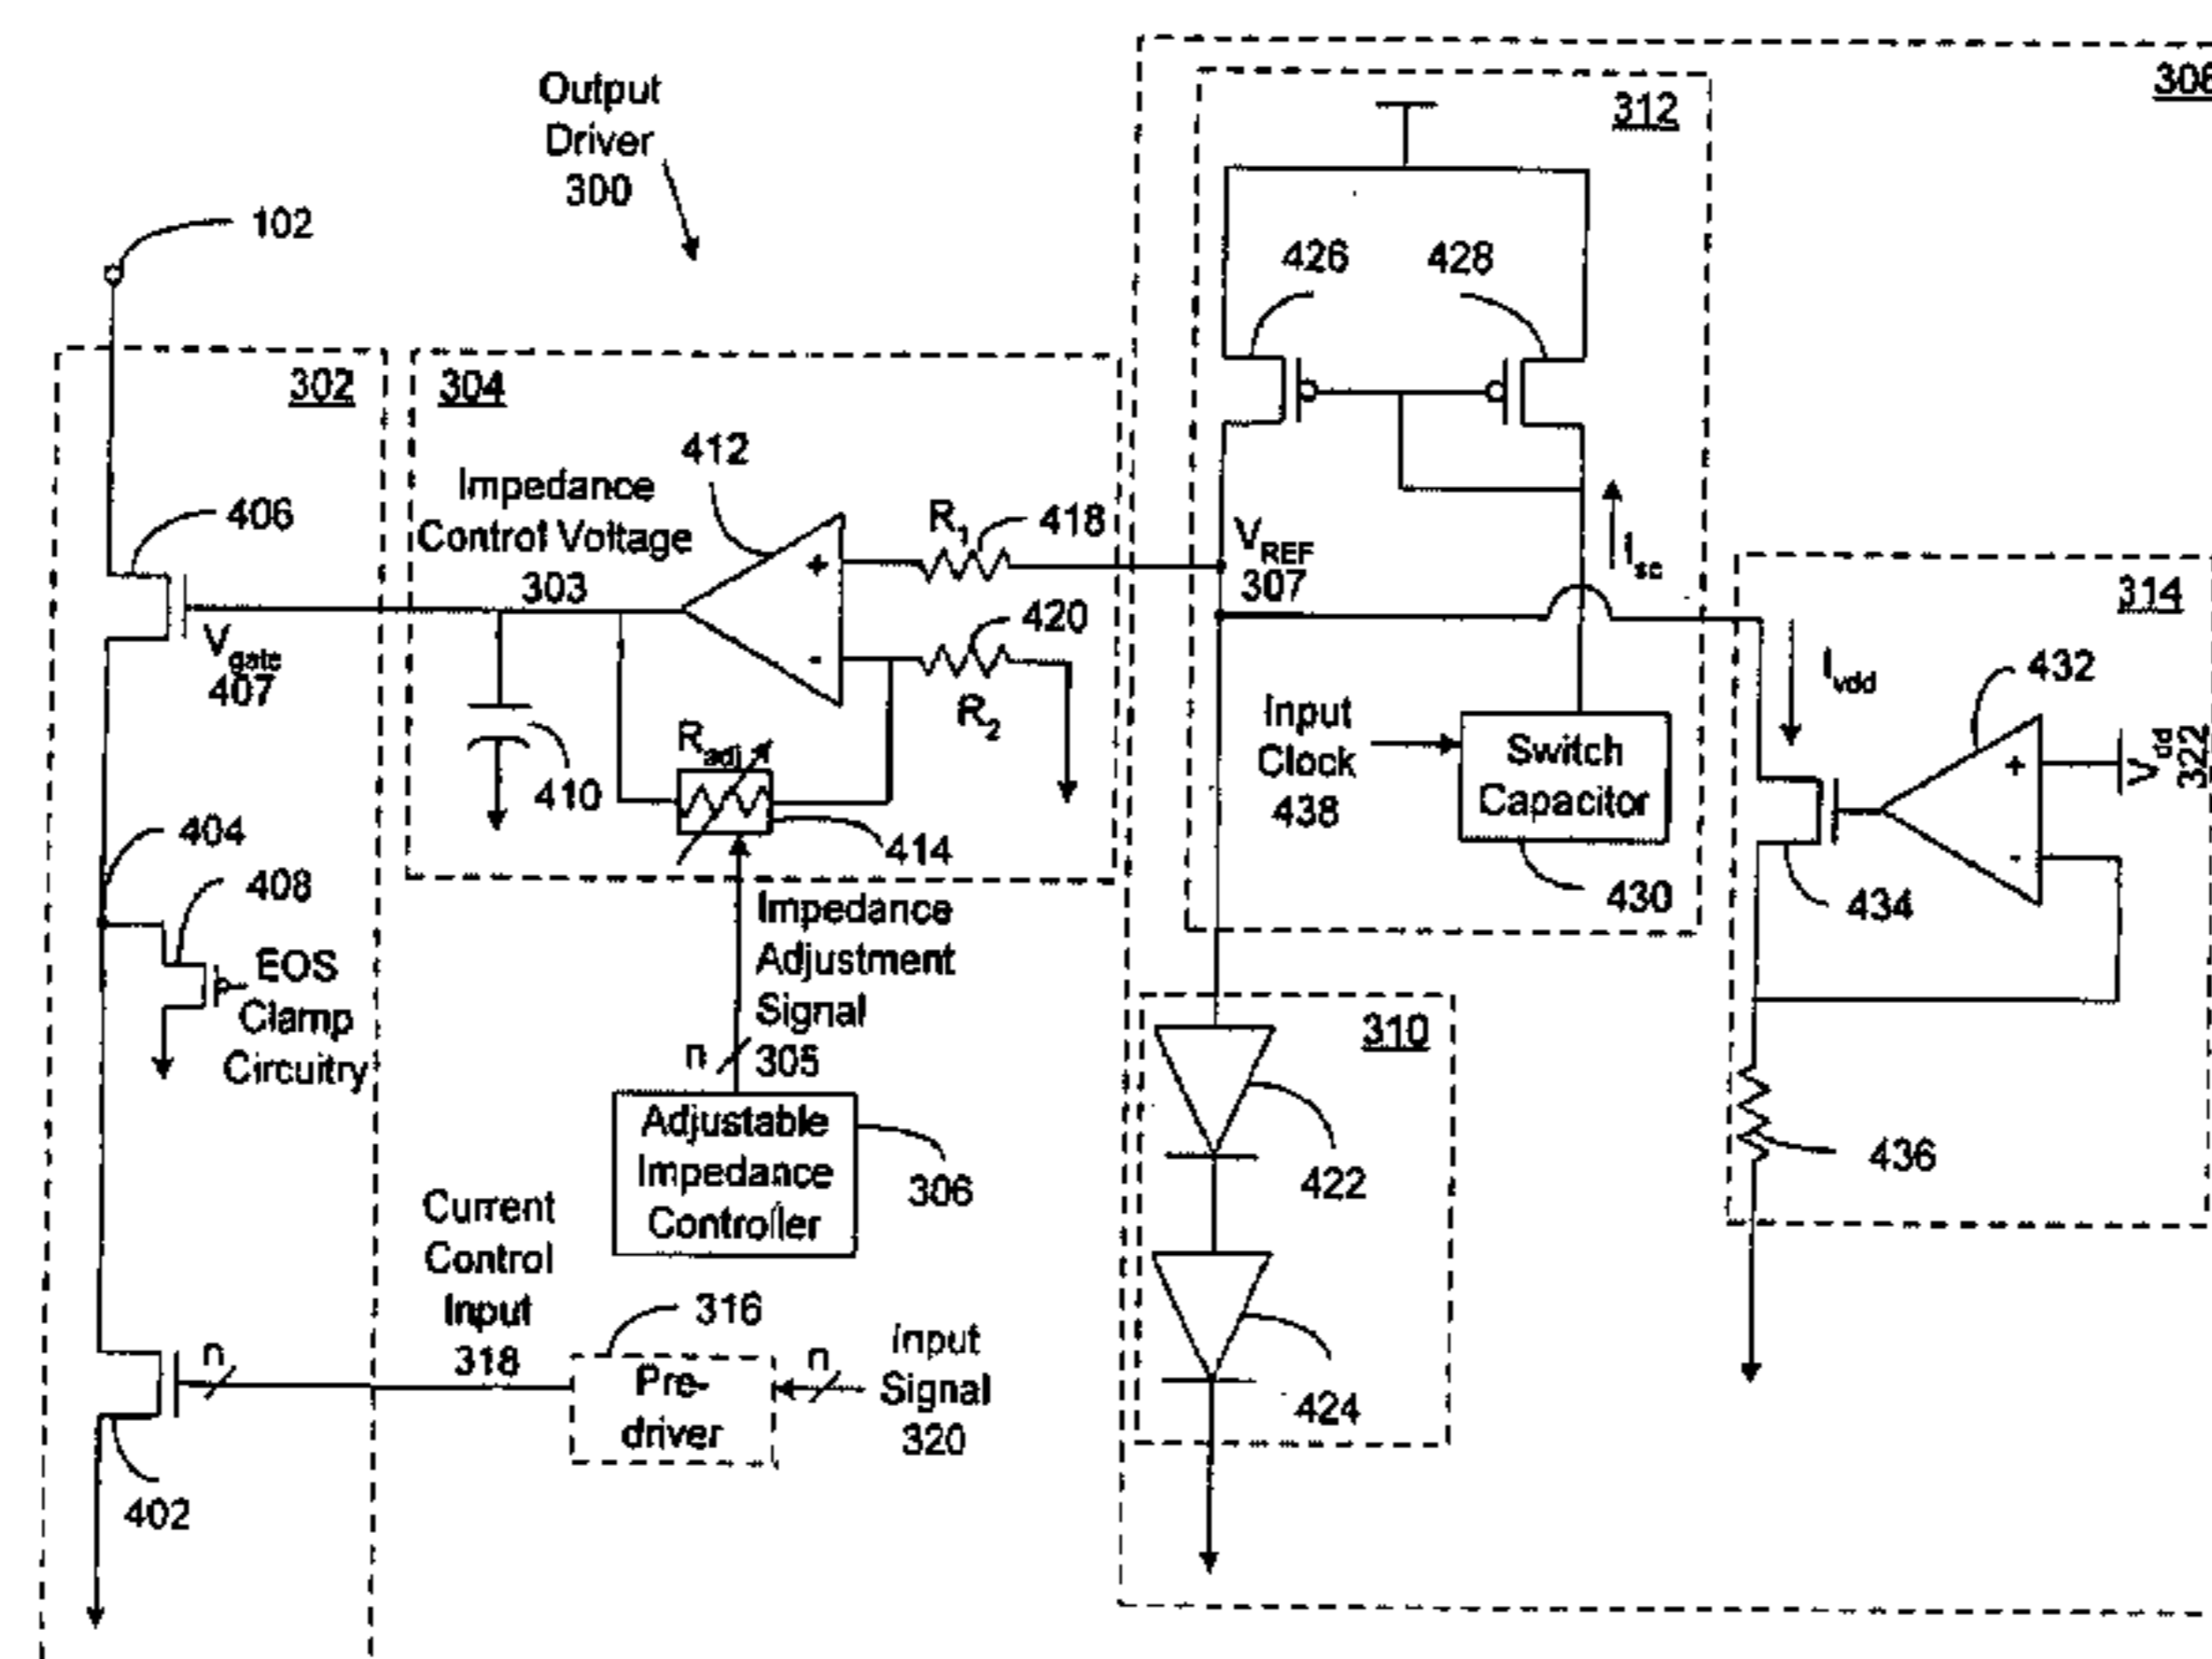 Output
Driver
300
102
302
304
406
Impedance
Control Voltage
303
412
+
-
R1
418
420
R2
Vgate
407
410
Radj
414
404
408
EOS
Clamp
Circuitry
Impedance
Adjustment
Signal
305
n
Adjustable
Impedance
Controller
306
Current
Control
Input
318
316
Pre-
driver
n
Input
Signal
320
n
402
312
426
428
VREF
307
Isc
Input
Clock
438
Switch
Capacitor
430
310
422
424
314
Ivdd
432
+
-
Vdd
322
434
436